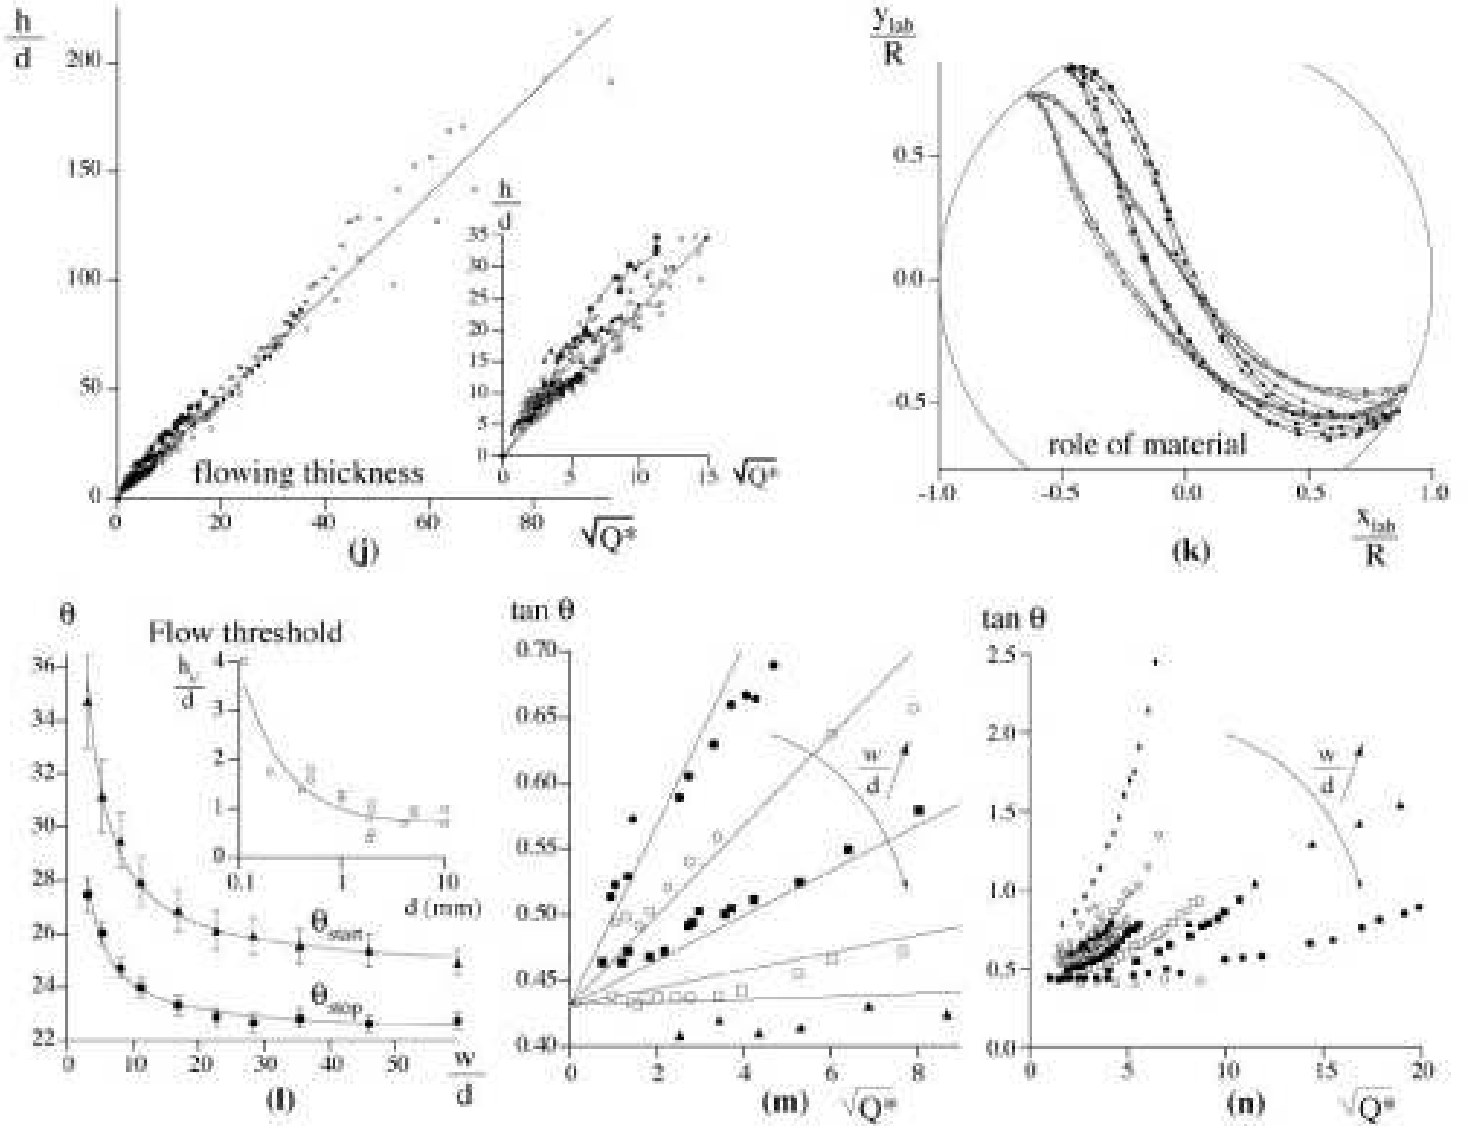 h
d
200
150
100
50
0
0
20
40
60
80
√Q*
flowing thickness
(j)
h
d
35
30
25
20
15
10
5
0
0
5
10
15
√Q*
y_lab
R
0.5
0.0
-0.5
-1.0
-0.5
0.0
0.5
1.0
role of material
x_lab
R
(k)
θ
Flow threshold
36
34
32
30
28
26
24
22
0
10
20
30
40
50
w
d
h
d
4
3
2
1
0
0.1
1
10
d (mm)
θ_start
θ_stop
(l)
tan θ
0.70
0.65
0.60
0.55
0.50
0.45
0.40
0
2
4
6
8
w
d
(m)
√Q*
tan θ
2.5
2.0
1.5
1.0
0.5
0.0
0
5
10
15
20
w
d
(n)
√Q*